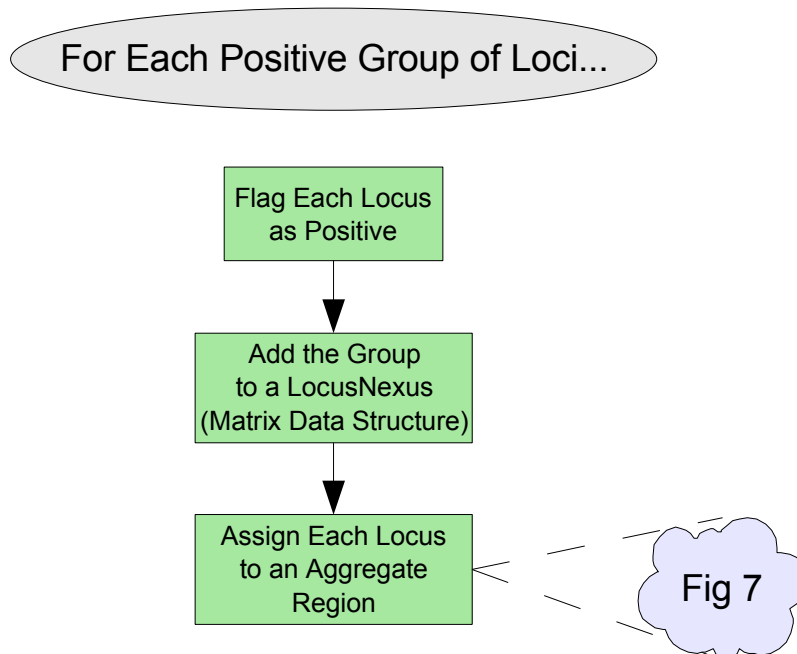 For Each Positive Group of Loci...
Flag Each Locus
as Positive
Add the Group
to a LocusNexus
(Matrix Data Structure)
Assign Each Locus
to an Aggregate
Region
Fig 7